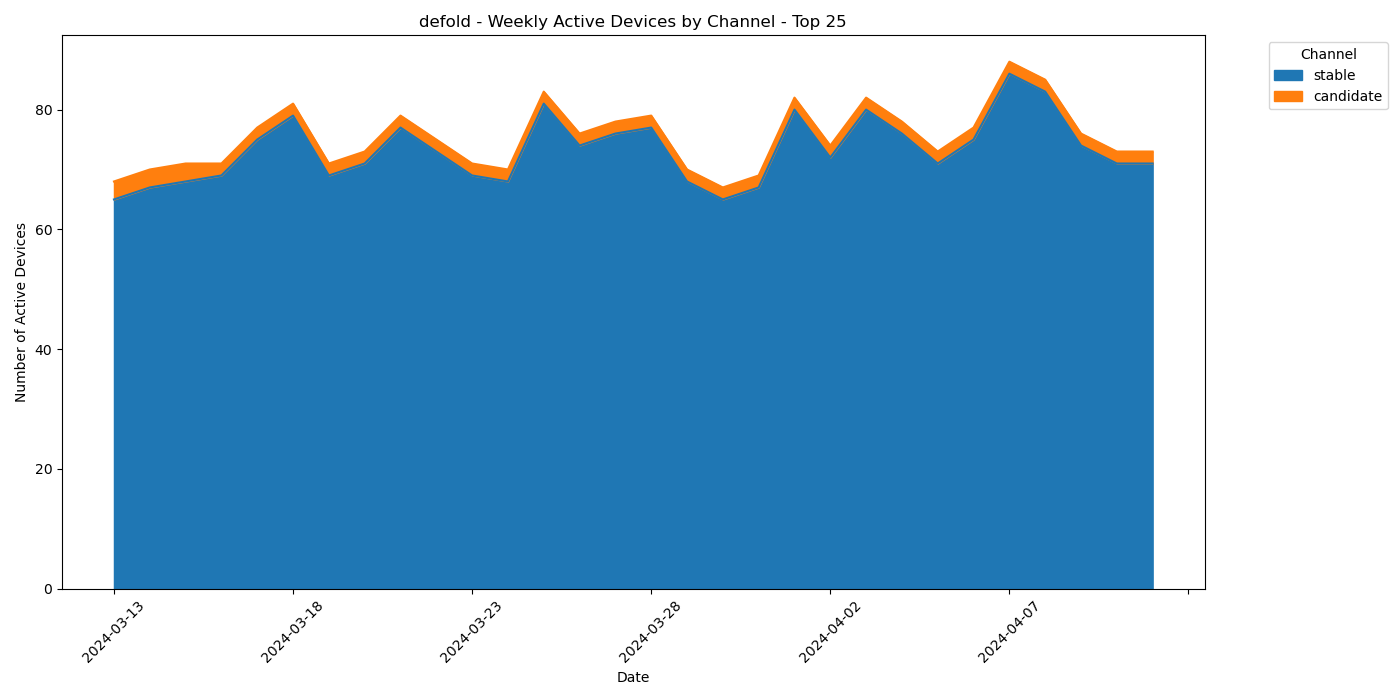 defold - Weekly Active Devices by Channel - Top 25
Channel
stable
candidate
Number of Active Devices
80
60
40
20
0
2024-03-13
2024-03-18
2024-03-23
2024-03-28
2024-04-02
2024-04-07
Date